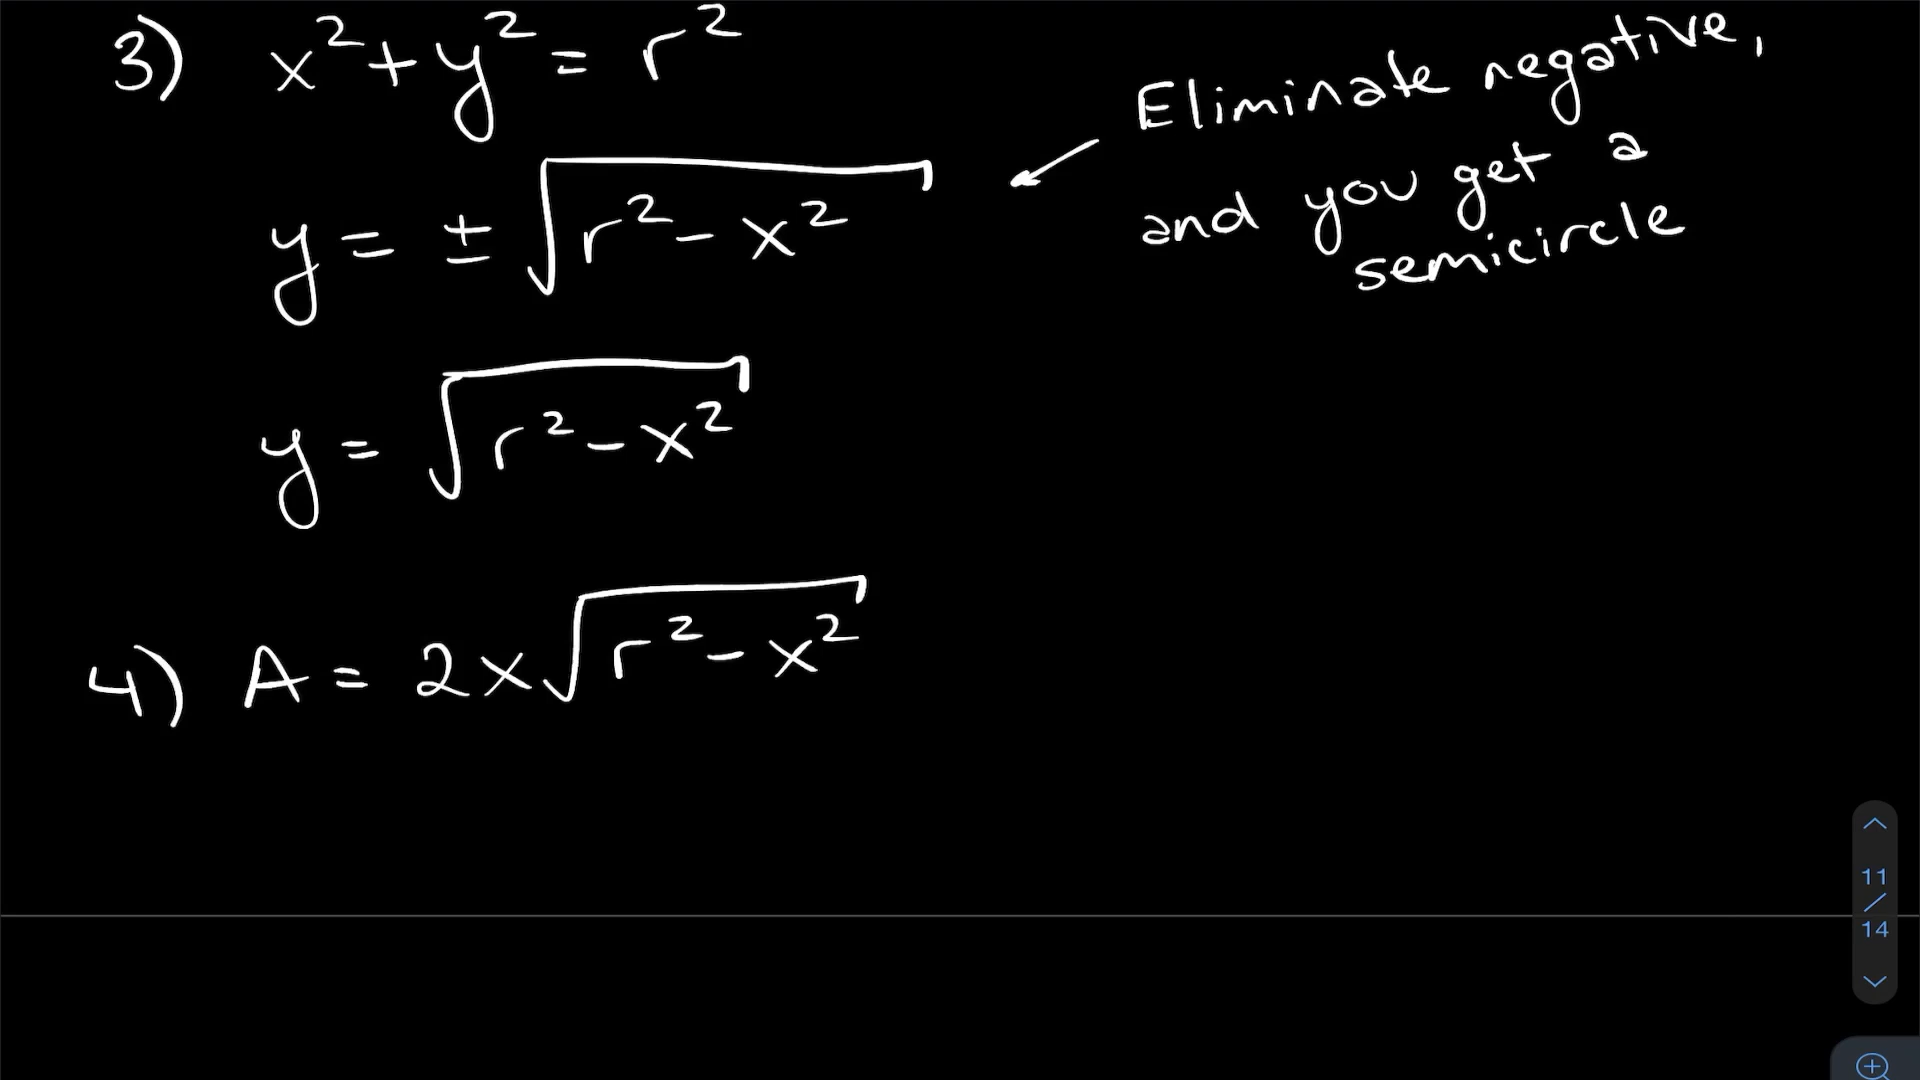 3) x² + y² = r²
y = ± √(r² - x²)
Eliminate negative,
and you get a
semicircle
y = √(r² - x²)
4) A = 2x√(r² - x²)
11
/
14